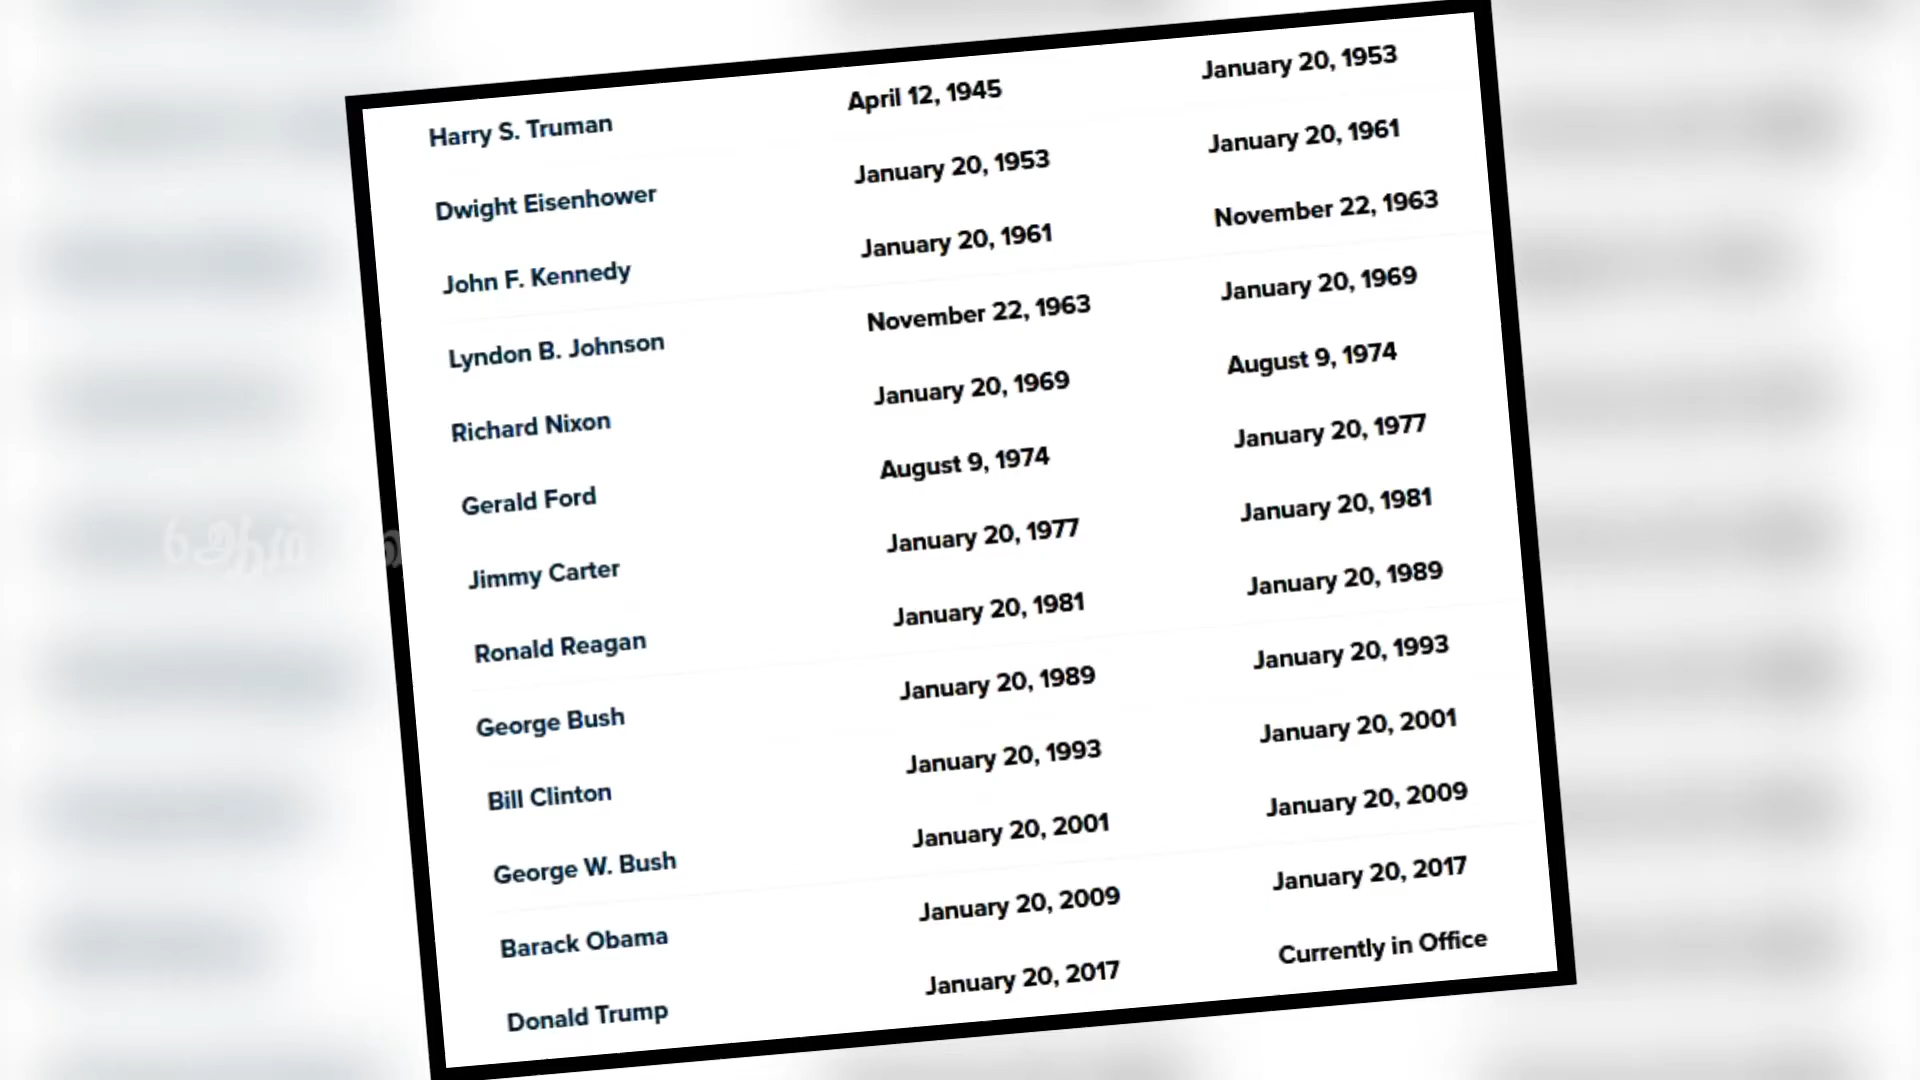 Harry S. Truman April 12, 1945 January 20, 1953
Dwight Eisenhower January 20, 1953 January 20, 1961
John F. Kennedy January 20, 1961 November 22, 1963
Lyndon B. Johnson November 22, 1963 January 20, 1969
Richard Nixon January 20, 1969 August 9, 1974
Gerald Ford August 9, 1974 January 20, 1977
Jimmy Carter January 20, 1977 January 20, 1981
Ronald Reagan January 20, 1981 January 20, 1989
George Bush January 20, 1989 January 20, 1993
Bill Clinton January 20, 1993 January 20, 2001
George W. Bush January 20, 2001 January 20, 2009
Barack Obama January 20, 2009 January 20, 2017
Donald Trump January 20, 2017 Currently in Office